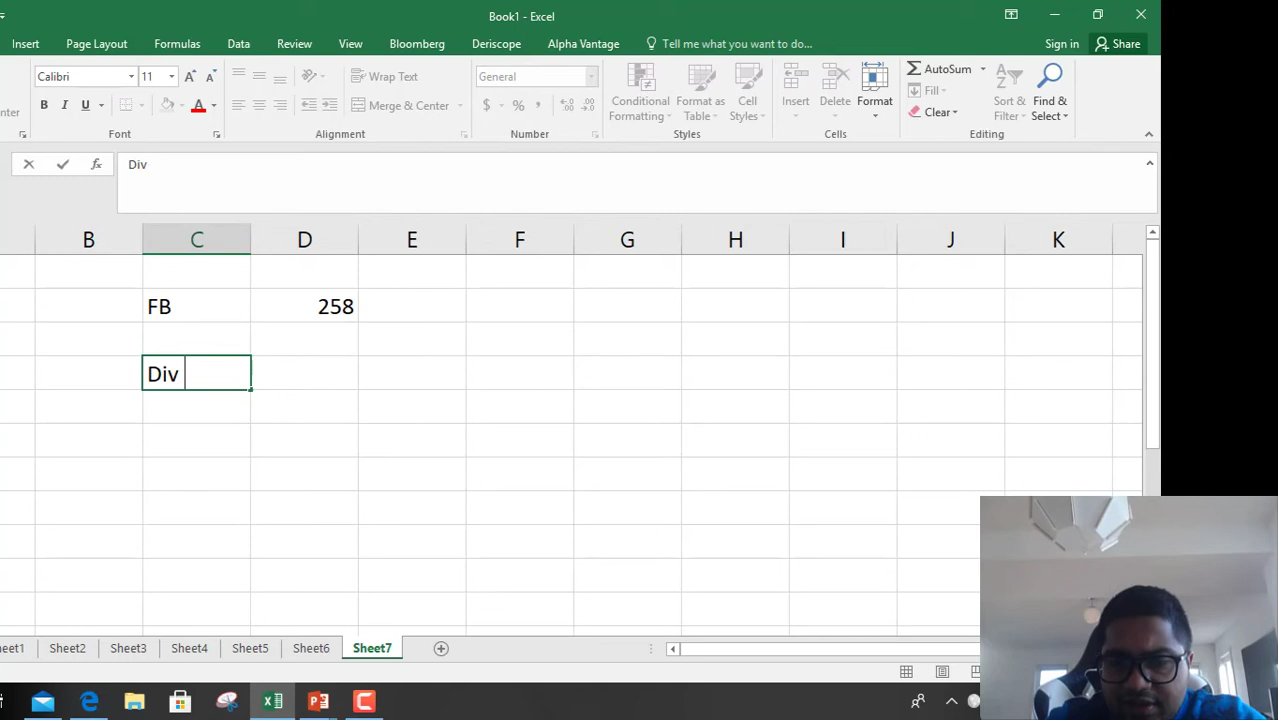 Book1 - Excel
Insert Page Layout Formulas Data Review View Bloomberg Deriscope Alpha Vantage Tell me what you want to do... Sign in Share
Calibri 11 A A Wrap Text General AutoSum
Fill
B I U A Merge & Center $ % , .0 .00 Conditional Formatting Format as Table Cell Styles Insert Delete Format Clear Sort & Filter Find & Select
Font Alignment Number Styles Cells Editing
fx Div
B C D E F G H I J K
FB 258
Div
Sheet2 Sheet3 Sheet4 Sheet5 Sheet6 Sheet7